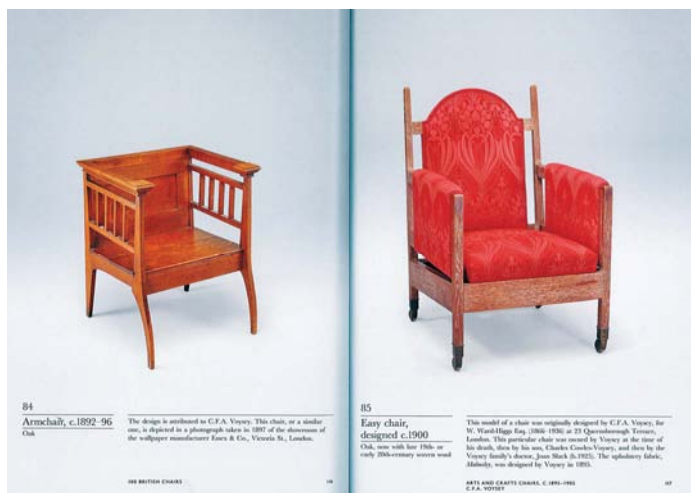 84
Armchair, c.1892–96
Oak
The design is attributed to C.F.A. Voysey. This chair, or a similar
one, is depicted in a photograph taken in 1897 of the showroom of
the wallpaper manufacturer Essex & Co., Victoria St., London.
100 BRITISH CHAIRS
116
85
Easy chair,
designed c.1900
Oak, now with late 19th- or
early 20th-century woven wool
This model of a chair was originally designed by C.F.A. Voysey, for
W. Ward-Higgs Esq. (1866–1936) at 23 Queensborough Terrace,
London. This particular chair was owned by Voysey at the time of
his death, then by his son, Charles Cowles-Voysey, and then by the
Voysey family's doctor, Joan Slack (b.1925). The upholstery fabric,
was designed by Voysey in 1895.
ARTS AND CRAFTS CHAIRS, C.1895–1905
C.F.A. VOYSEY
117